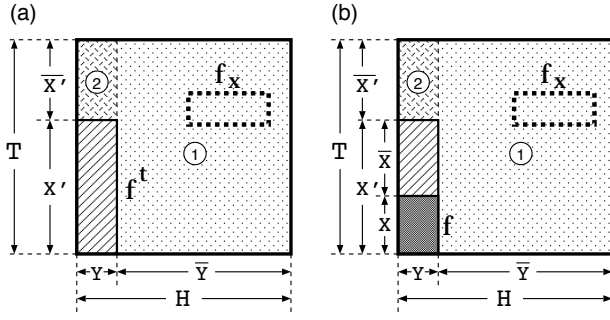 (a)
(b)
X̅'
②
f_x
X̅'
②
f_x
T
①
T
X̅
①
X'
f^t
X'
X
f
Y
Y̅
Y
Y̅
H
H